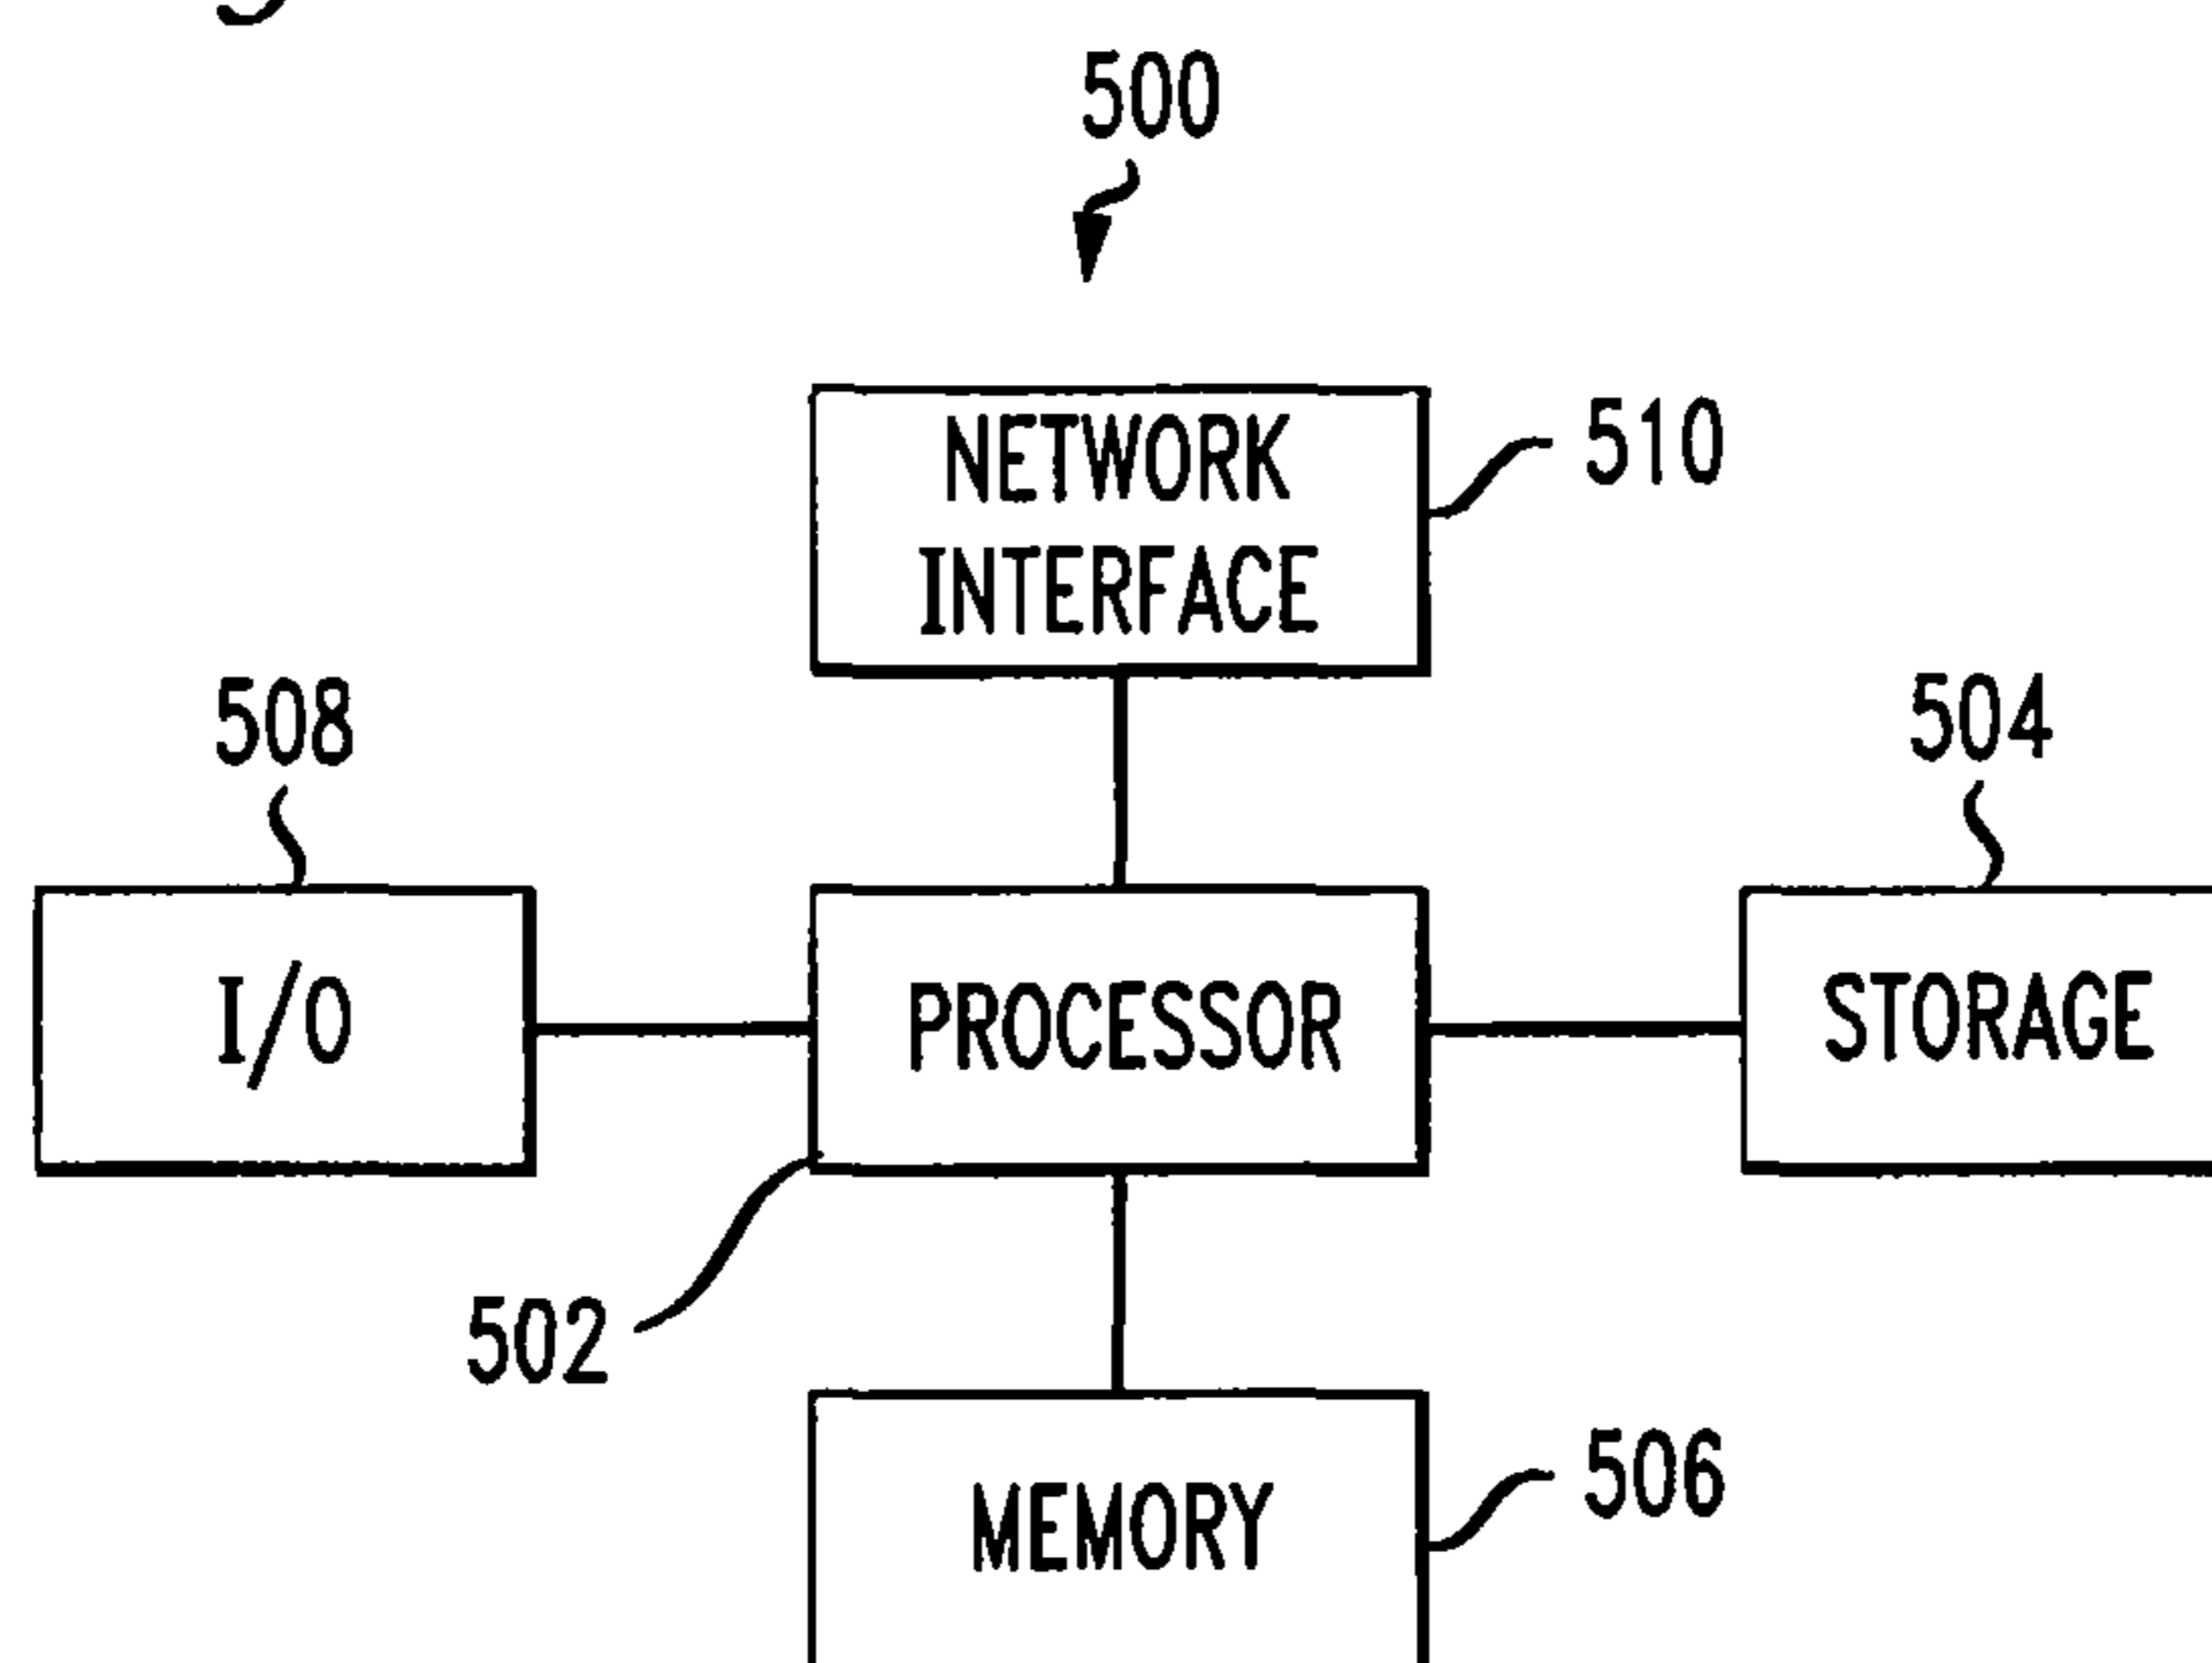 500
NETWORK
INTERFACE
510
508
504
I/O
PROCESSOR
STORAGE
502
MEMORY
506